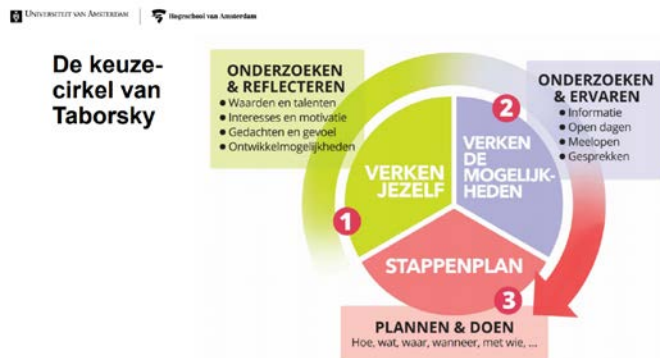 UNIVERSITEIT VAN AMSTERDAM
Hogeschool van Amsterdam
De keuze-
cirkel van
Taborsky
ONDERZOEKEN
& REFLECTEREN
• Waarden en talenten
• Interesses en motivatie
• Gedachten en gevoel
• Ontwikkelmogelijkheden
ONDERZOEKEN
& ERVAREN
• Informatie
• Open dagen
• Meelopen
• Gesprekken
VERKEN
JEZELF
1
2
VERKEN
DE
MOGELIJK-
HEDEN
STAPPENPLAN
3
PLANNEN & DOEN
Hoe, wat, waar, wanneer, met wie, ...